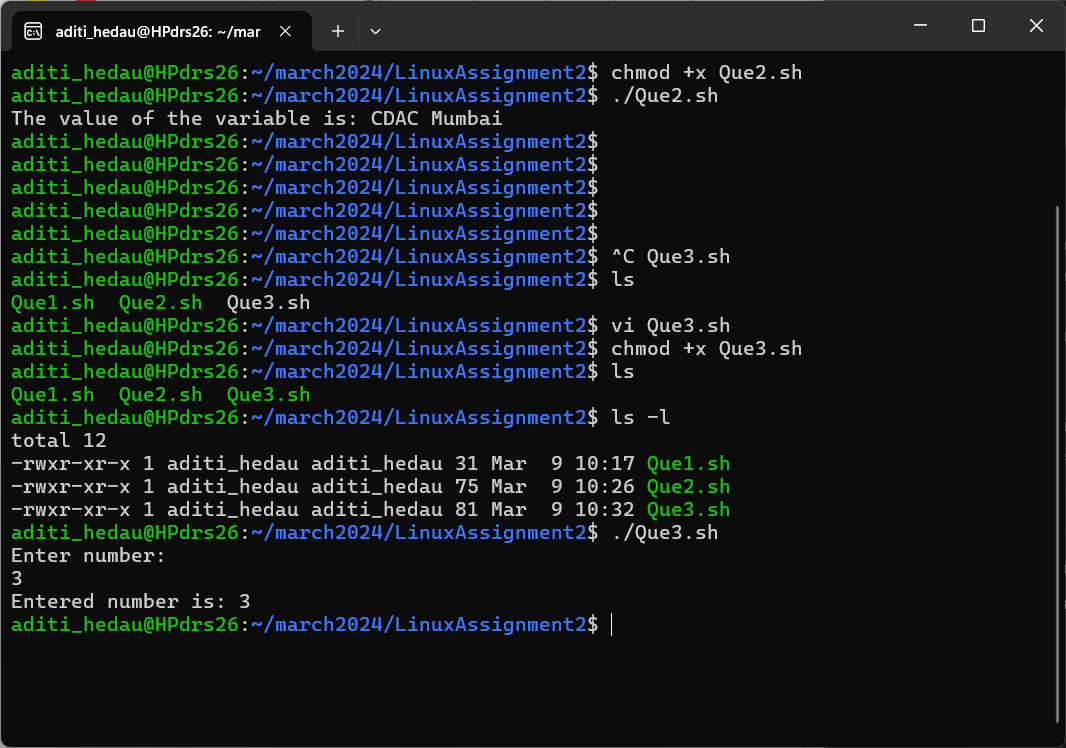 aditi_hedau@HPdrs26: ~/mar
aditi_hedau@HPdrs26:~/march2024/LinuxAssignment2$ chmod +x Que2.sh
aditi_hedau@HPdrs26:~/march2024/LinuxAssignment2$ ./Que2.sh
The value of the variable is: CDAC Mumbai
aditi_hedau@HPdrs26:~/march2024/LinuxAssignment2$
aditi_hedau@HPdrs26:~/march2024/LinuxAssignment2$
aditi_hedau@HPdrs26:~/march2024/LinuxAssignment2$
aditi_hedau@HPdrs26:~/march2024/LinuxAssignment2$
aditi_hedau@HPdrs26:~/march2024/LinuxAssignment2$
aditi_hedau@HPdrs26:~/march2024/LinuxAssignment2$ ^C Que3.sh
aditi_hedau@HPdrs26:~/march2024/LinuxAssignment2$ ls
Que1.sh  Que2.sh  Que3.sh
aditi_hedau@HPdrs26:~/march2024/LinuxAssignment2$ vi Que3.sh
aditi_hedau@HPdrs26:~/march2024/LinuxAssignment2$ chmod +x Que3.sh
aditi_hedau@HPdrs26:~/march2024/LinuxAssignment2$ ls
Que1.sh  Que2.sh  Que3.sh
aditi_hedau@HPdrs26:~/march2024/LinuxAssignment2$ ls -l
total 12
-rwxr-xr-x 1 aditi_hedau aditi_hedau 31 Mar  9 10:17 Que1.sh
-rwxr-xr-x 1 aditi_hedau aditi_hedau 75 Mar  9 10:26 Que2.sh
-rwxr-xr-x 1 aditi_hedau aditi_hedau 81 Mar  9 10:32 Que3.sh
aditi_hedau@HPdrs26:~/march2024/LinuxAssignment2$ ./Que3.sh
Enter number:
3
Entered number is: 3
aditi_hedau@HPdrs26:~/march2024/LinuxAssignment2$